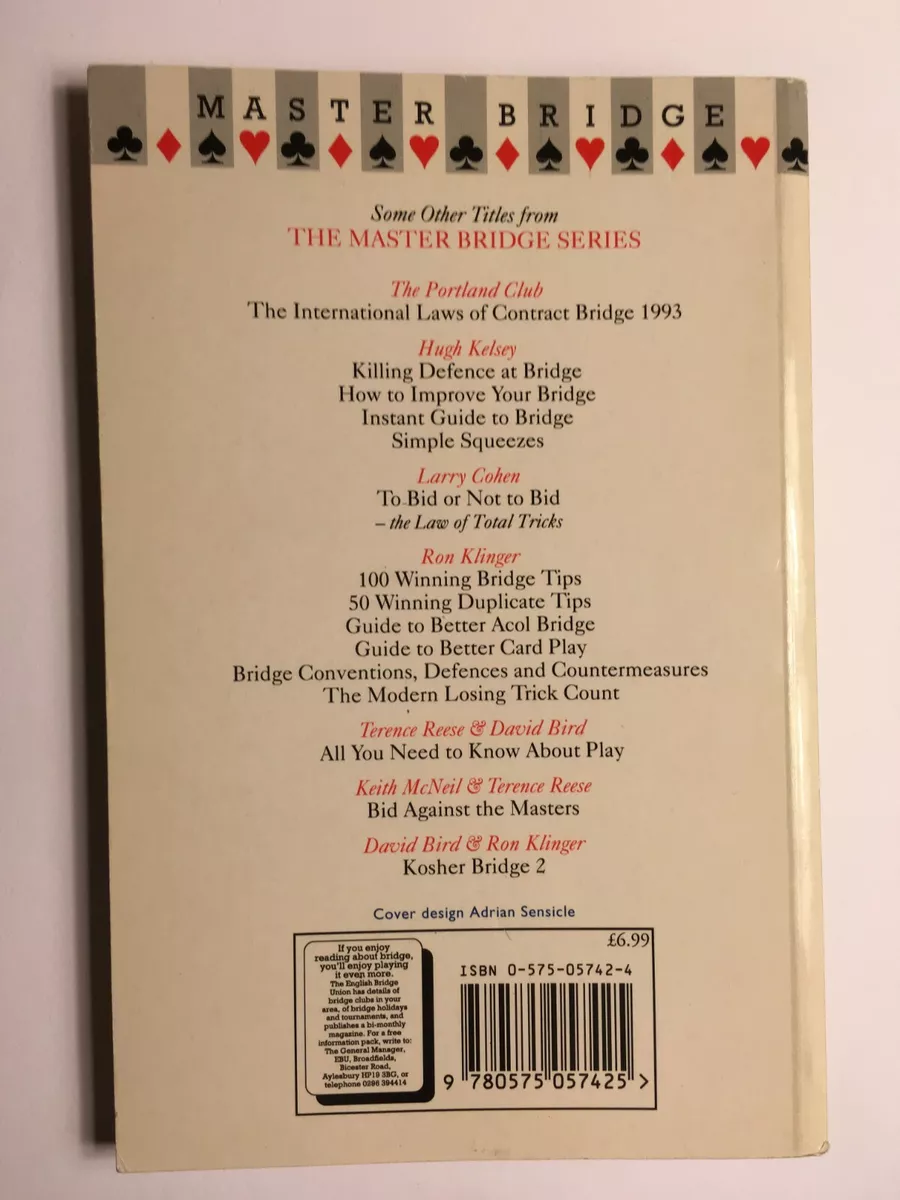 MASTER BRIDGE
Some Other Titles from
THE MASTER BRIDGE SERIES
The Portland Club
The International Laws of Contract Bridge 1993
Hugh Kelsey
Killing Defence at Bridge
How to Improve Your Bridge
Instant Guide to Bridge
Simple Squeezes
Larry Cohen
To Bid or Not to Bid
– the Law of Total Tricks
Ron Klinger
100 Winning Bridge Tips
50 Winning Duplicate Tips
Guide to Better Acol Bridge
Guide to Better Card Play
Bridge Conventions, Defences and Countermeasures
The Modern Losing Trick Count
Terence Reese & David Bird
All You Need to Know About Play
Keith McNeil & Terence Reese
Bid Against the Masters
David Bird & Ron Klinger
Kosher Bridge 2
Cover design Adrian Sensicle
If you enjoy
reading about bridge,
you'll enjoy playing
it even more.
The English Bridge
Union has details of
bridge clubs in your
area, of bridge holidays
and tournaments, and
publishes a bi-monthly
magazine. For a free
information pack, write to:
The General Manager,
EBU, Broadfields,
Bicester Road,
Aylesbury HP19 3BG, or
telephone 0296 394414
£6.99
ISBN 0-575-05742-4
9 780575 057425 >